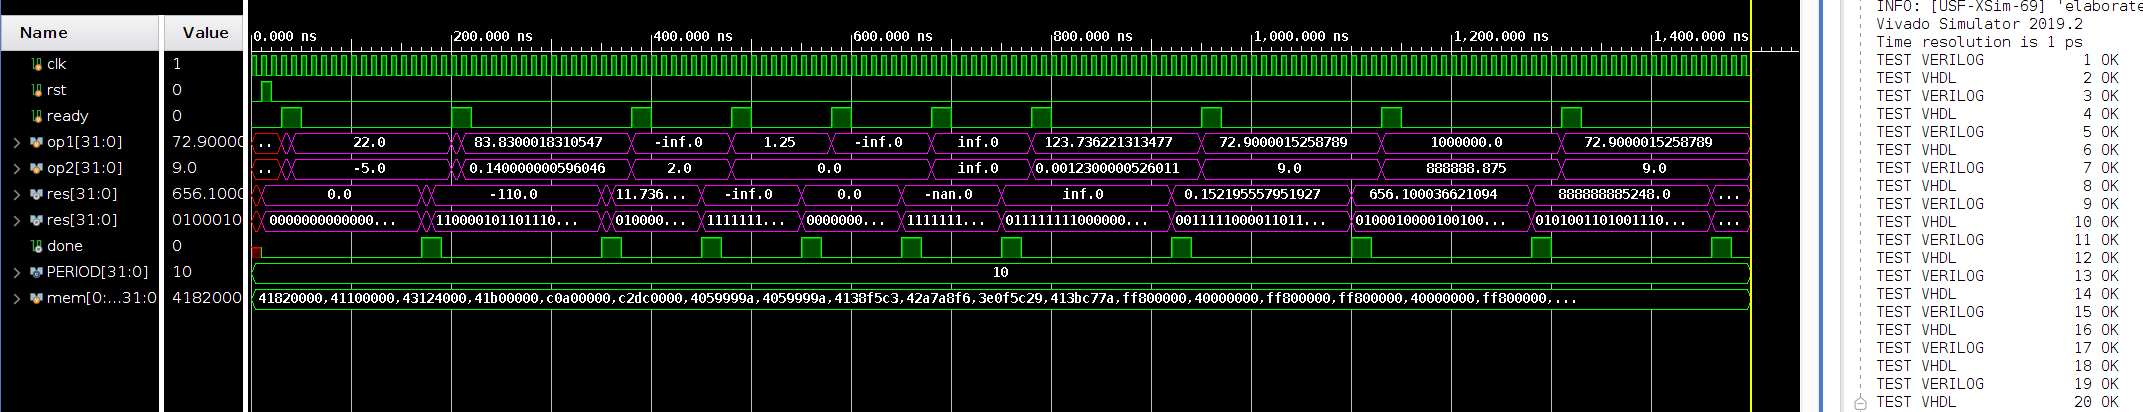 Name Value 0.000 ns 200.000 ns 400.000 ns 600.000 ns 800.000 ns 1,000.000 ns 1,200.000 ns 1,400.000 ns
clk 1
rst 0
ready 0
op1[31:0] 72.90000 .. 22.0 83.8300018310547 -inf.0 1.25 -inf.0 inf.0 123.736221313477 72.9000015258789 1000000.0 72.9000015258789
op2[31:0] 9.0 .. -5.0 0.140000000596046 2.0 0.0 inf.0 0.0012300000526011 9.0 888888.875 9.0
res[31:0] 656.1000 0.0 -110.0 11.736... -inf.0 0.0 -nan.0 inf.0 0.152195557951927 656.100036621094 888888885248.0 ...
res[31:0] 0100010 0000000000000... 110000101101110... 010000... 1111111... 0000000... 1111111... 011111111000000... 0011111000011011... 0100010000100100... 0101001101001110... ...
done 0
PERIOD[31:0] 10 10
mem[0:...31:0 4182000 41820000,41100000,43124000,41b00000,c0a00000,c2dc0000,4059999a,4059999a,4138f5c3,42a7a8f6,3e0f5c29,413bc77a,ff800000,40000000,ff800000,ff800000,40000000,ff800000,...
INFO: [USF-XSim-69] 'elaborate
Vivado Simulator 2019.2
Time resolution is 1 ps
TEST VERILOG 1 OK
TEST VHDL 2 OK
TEST VERILOG 3 OK
TEST VHDL 4 OK
TEST VERILOG 5 OK
TEST VHDL 6 OK
TEST VERILOG 7 OK
TEST VHDL 8 OK
TEST VERILOG 9 OK
TEST VHDL 10 OK
TEST VERILOG 11 OK
TEST VHDL 12 OK
TEST VERILOG 13 OK
TEST VHDL 14 OK
TEST VERILOG 15 OK
TEST VHDL 16 OK
TEST VERILOG 17 OK
TEST VHDL 18 OK
TEST VERILOG 19 OK
TEST VHDL 20 OK